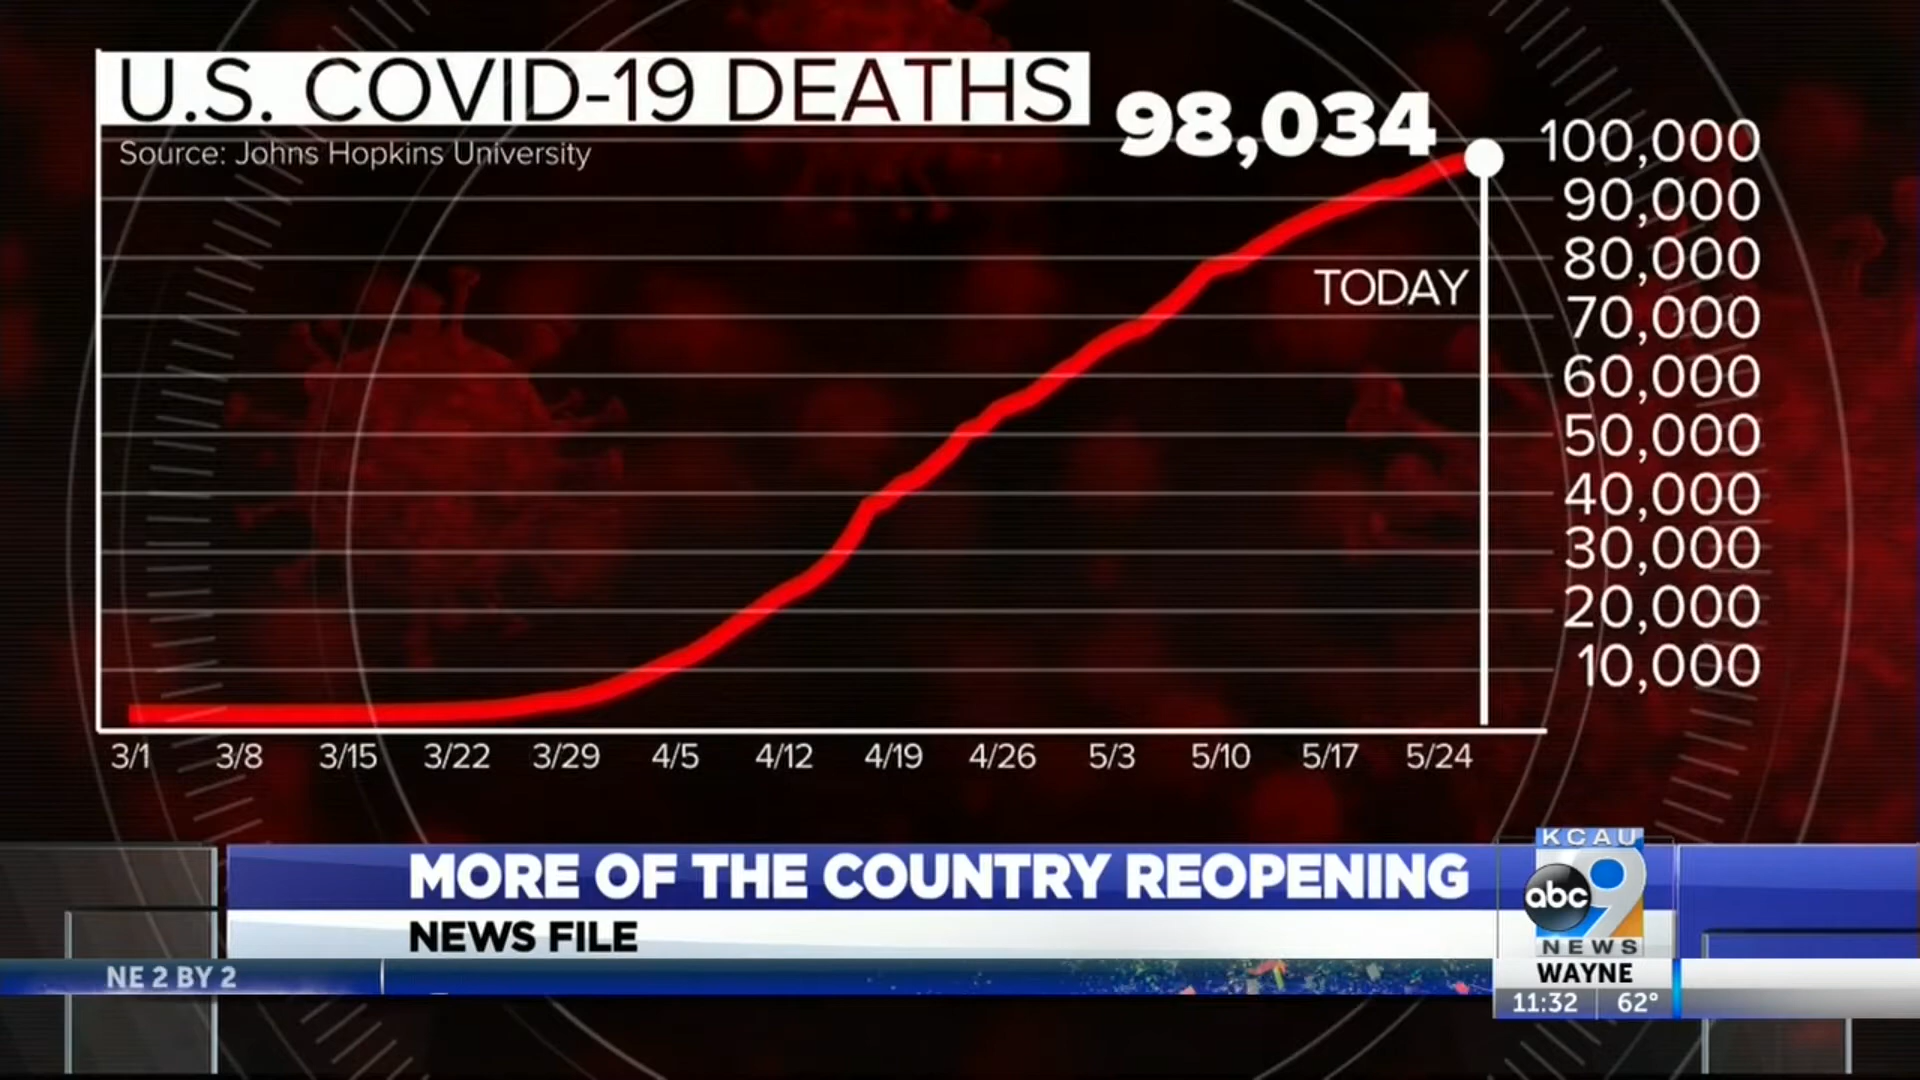 U.S. COVID-19 DEATHS
Source: Johns Hopkins University
98,034
TODAY
100,000
90,000
80,000
70,000
60,000
50,000
40,000
30,000
20,000
10,000
3/1 3/8 3/15 3/22 3/29 4/5 4/12 4/19 4/26 5/3 5/10 5/17 5/24
MORE OF THE COUNTRY REOPENING
NEWS FILE
KCAU
abc 9
NEWS
NE 2 BY 2
WAYNE
11:32 62°